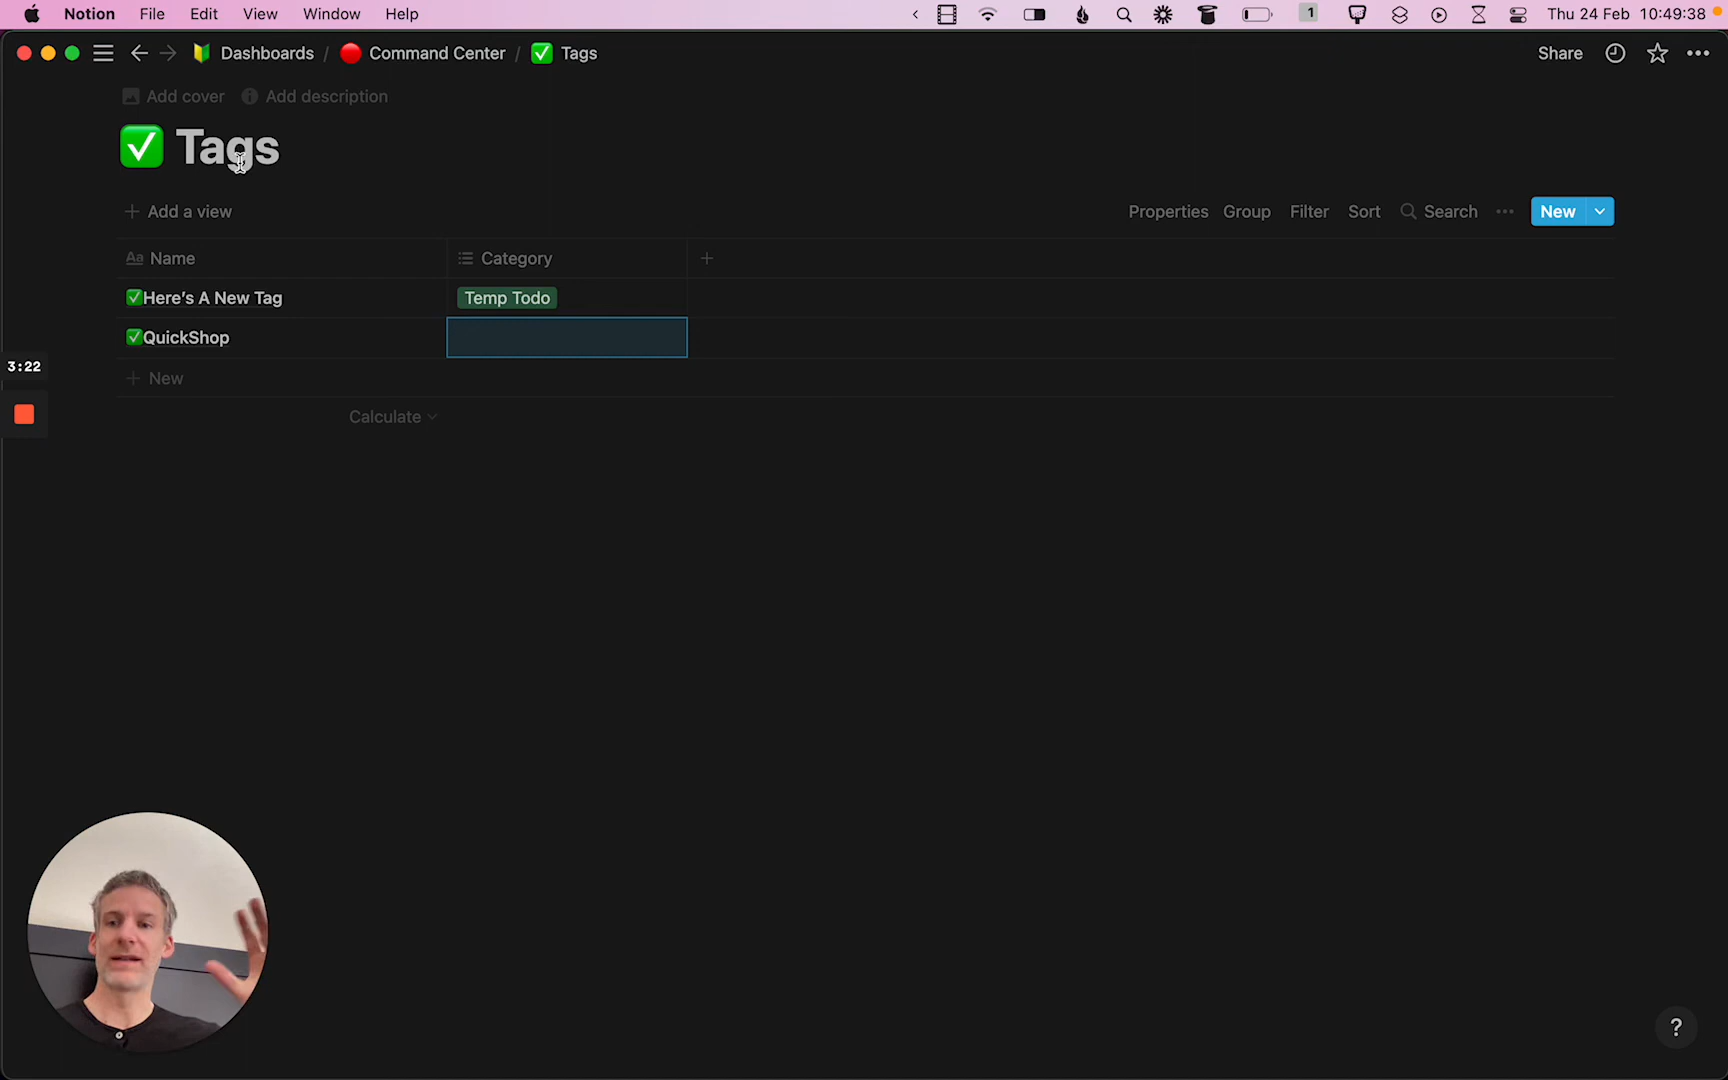 Notion File Edit View Window Help 1 Thu 24 Feb 10:49:38
Dashboards / Command Center / Tags Share
Add cover Add description
Tags
Add a view Properties Group Filter Sort Search New
Aa Name Category
Here's A New Tag Temp Todo
QuickShop
3:22
New
Calculate
?